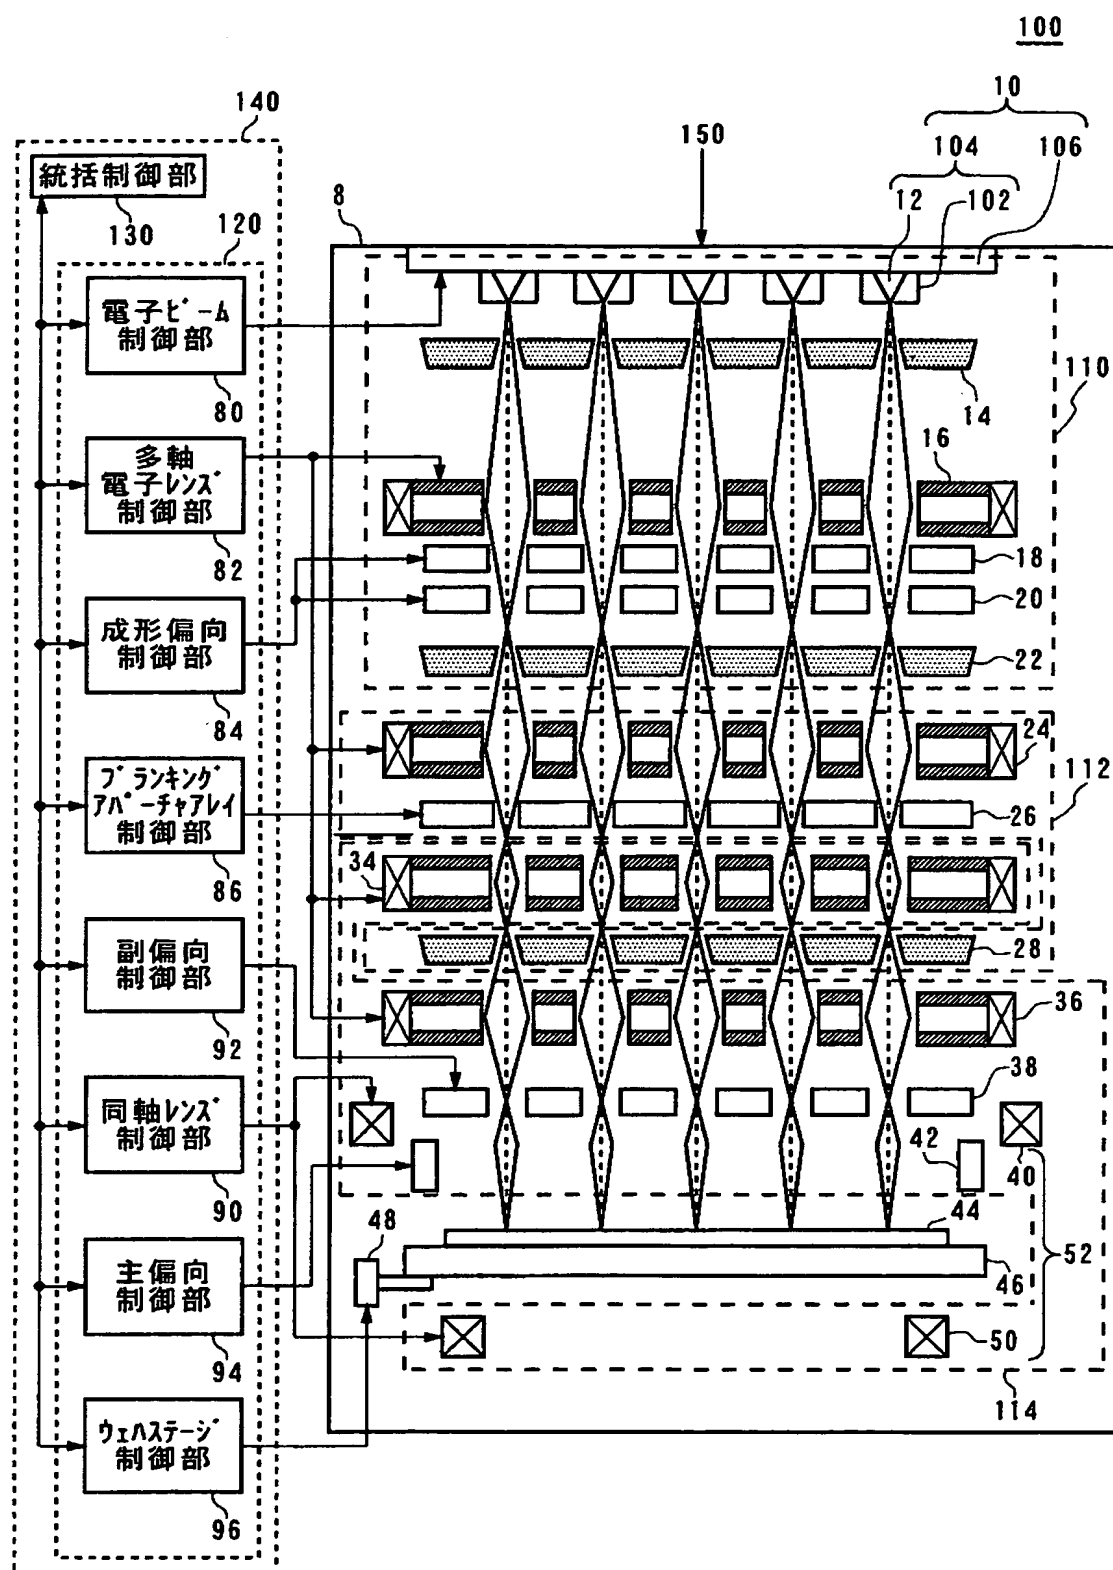 100
10
140
150
104
106
統括制御部
8
12
102
130
120
電子ビーム
制御部
110
80
14
多軸
電子レンズ
制御部
16
82
18
20
成形偏向
制御部
22
84
24
112
ブランキング
アパーチャアレイ
制御部
26
34
86
28
副偏向
制御部
36
92
38
同軸レンズ
制御部
42
40
90
44
48
52
主偏向
制御部
46
94
50
114
ウェハステージ
制御部
96